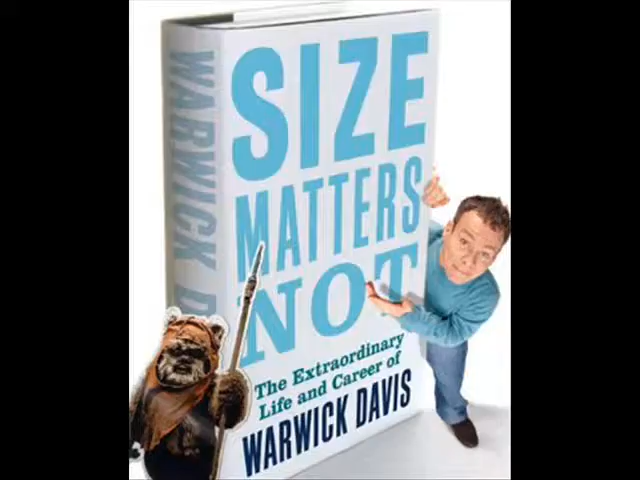 WARWICK D
SIZE
MATTERS
NOT
The Extraordinary
Life and Career of
WARWICK DAVIS